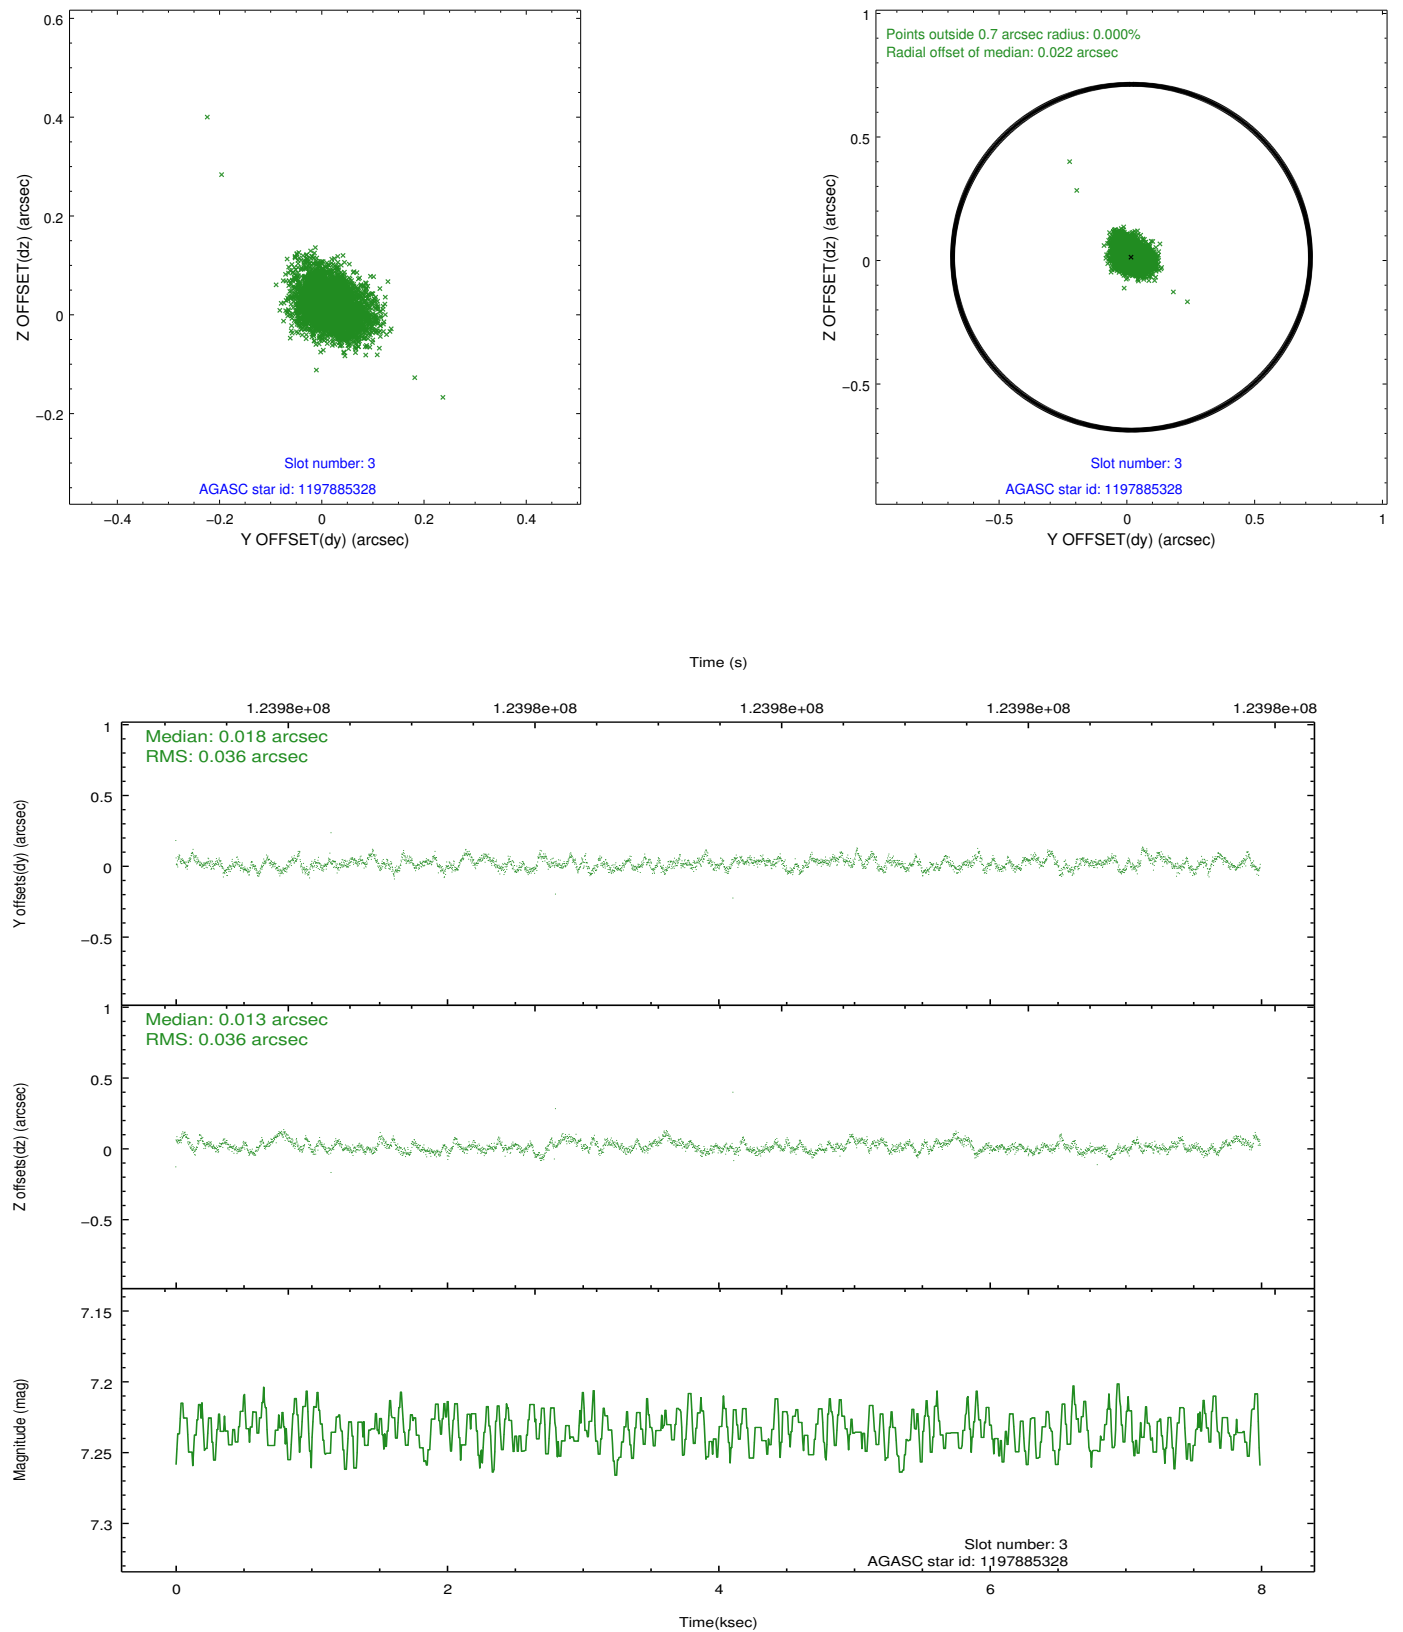 0.6
0.4
0.2
0
−0.2
Z OFFSET(dz) (arcsec)
Slot number: 3
AGASC star id: 1197885328
−0.4
−0.2
0
0.2
0.4
Y OFFSET(dy) (arcsec)
Points outside 0.7 arcsec radius: 0.000%
Radial offset of median: 0.022 arcsec
1
0.5
0
−0.5
Z OFFSET(dz) (arcsec)
Slot number: 3
AGASC star id: 1197885328
−0.5
0
0.5
1
Y OFFSET(dy) (arcsec)
Time (s)
1.2398e+08
1.2398e+08
1.2398e+08
1.2398e+08
1.2398e+08
Median: 0.018 arcsec
RMS: 0.036 arcsec
1
0.5
0
−0.5
Y offsets(dy) (arcsec)
Median: 0.013 arcsec
RMS: 0.036 arcsec
1
0.5
0
−0.5
Z offsets(dz) (arcsec)
7.15
7.2
7.25
7.3
Magnitude (mag)
Slot number: 3
AGASC star id: 1197885328
0
2
4
6
8
Time(ksec)